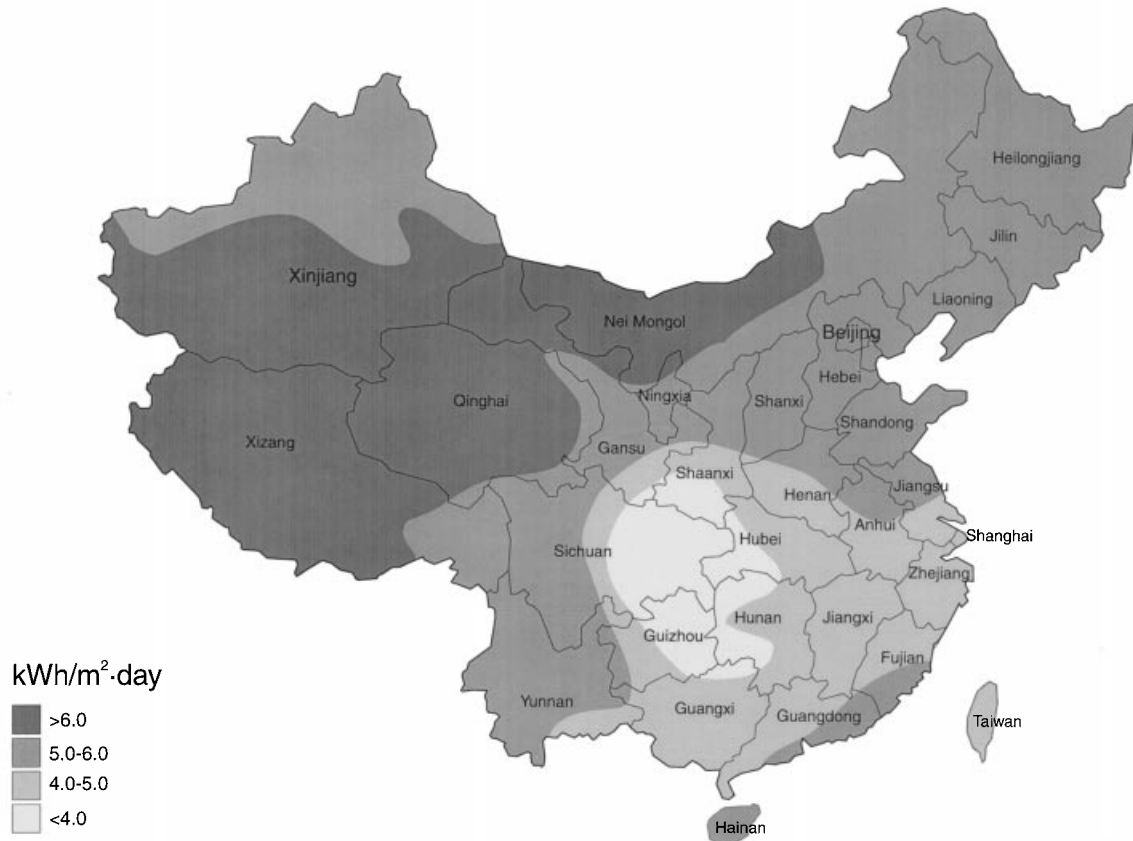 Heilongjiang
Jilin
Xinjiang
Liaoning
Nei Mongol
Beijing
Hebei
Ningxia
Qinghai
Shanxi
Shandong
Xizang
Gansu
Shaanxi
Jiangsu
Henan
Anhui
Shanghai
Hubei
Sichuan
Zhejiang
Hunan
Jiangxi
Guizhou
Fujian
kWh/m²·day
Yunnan
Guangxi
Guangdong
Taiwan
>6.0
5.0-6.0
4.0-5.0
<4.0
Hainan